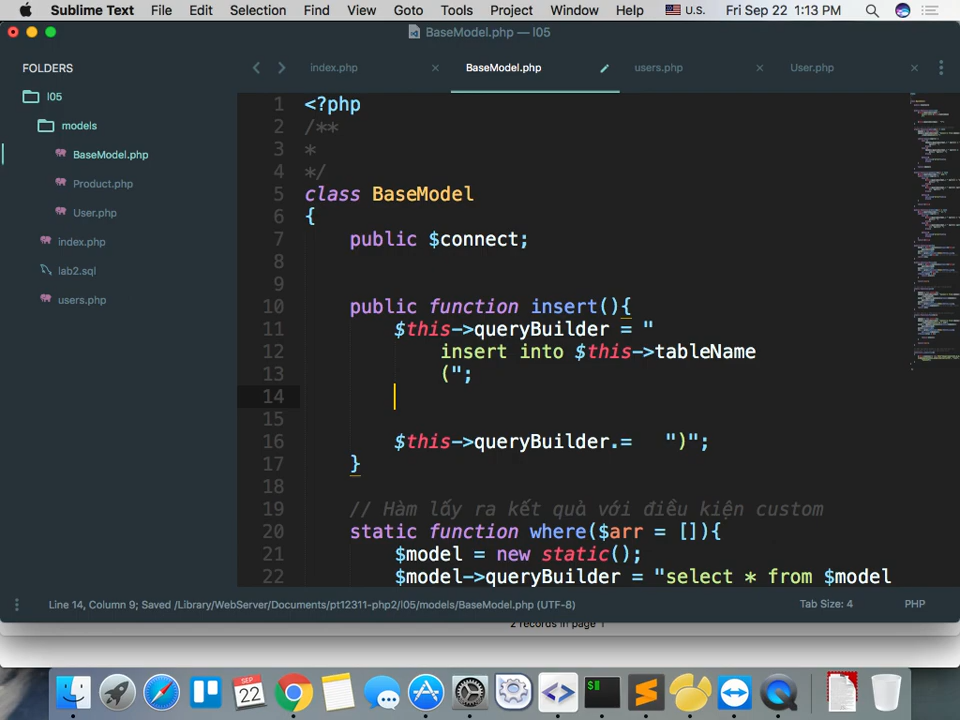 Sublime Text File Edit Selection Find View Goto Tools Project Window Help U.S. Fri Sep 22 1:13 PM
BaseModel.php — l05
FOLDERS
l05
models
BaseModel.php
Product.php
User.php
index.php
lab2.sql
users.php
index.php × BaseModel.php users.php × User.php ×
1 <?php
2 /**
3 *
4 */
5 class BaseModel
6 {
7 public $connect;
8
9
10 public function insert(){
11 $this->queryBuilder = "
12 insert into $this->tableName
13 (";
14
15
16 $this->queryBuilder.= ")";
17 }
18
19 // Hàm lấy ra kết quả với điều kiện custom
20 static function where($arr = []){
21 $model = new static();
22 $model->queryBuilder = "select * from $model
Line 14, Column 9; Saved /Library/WebServer/Documents/pt12311-php2/l05/models/BaseModel.php (UTF-8) Tab Size: 4 PHP
2 records in page 1
SEP
22